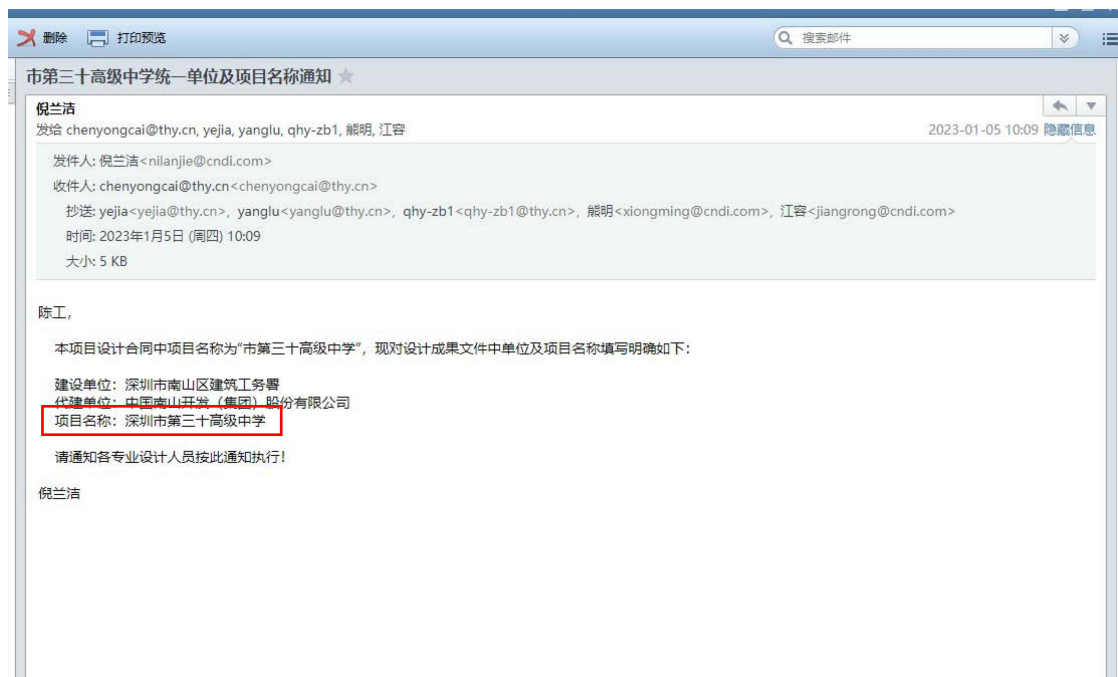 删除 打印预览 搜索邮件
市第三十高级中学统一单位及项目名称通知
倪兰洁
发给 chenyongcai@thy.cn, yejia, yanglu, qhy-zb1, 熊明, 江容 2023-01-05 10:09 隐藏信息
发件人: 倪兰洁<nilanjie@cndi.com>
收件人: chenyongcai@thy.cn<chenyongcai@thy.cn>
抄送: yejia<yejia@thy.cn>, yanglu<yanglu@thy.cn>, qhy-zb1<qhy-zb1@thy.cn>, 熊明<xiongming@cndi.com>, 江容<jiangrong@cndi.com>
时间: 2023年1月5日 (周四) 10:09
大小: 5 KB
陈工,
本项目设计合同中项目名称为“市第三十高级中学”，现对设计成果文件中单位及项目名称填写明确如下：
建设单位：深圳市南山区建筑工务署
代建单位：中国南山开发（集团）股份有限公司
项目名称：深圳市第三十高级中学
请通知各专业设计人员按此通知执行！
倪兰洁